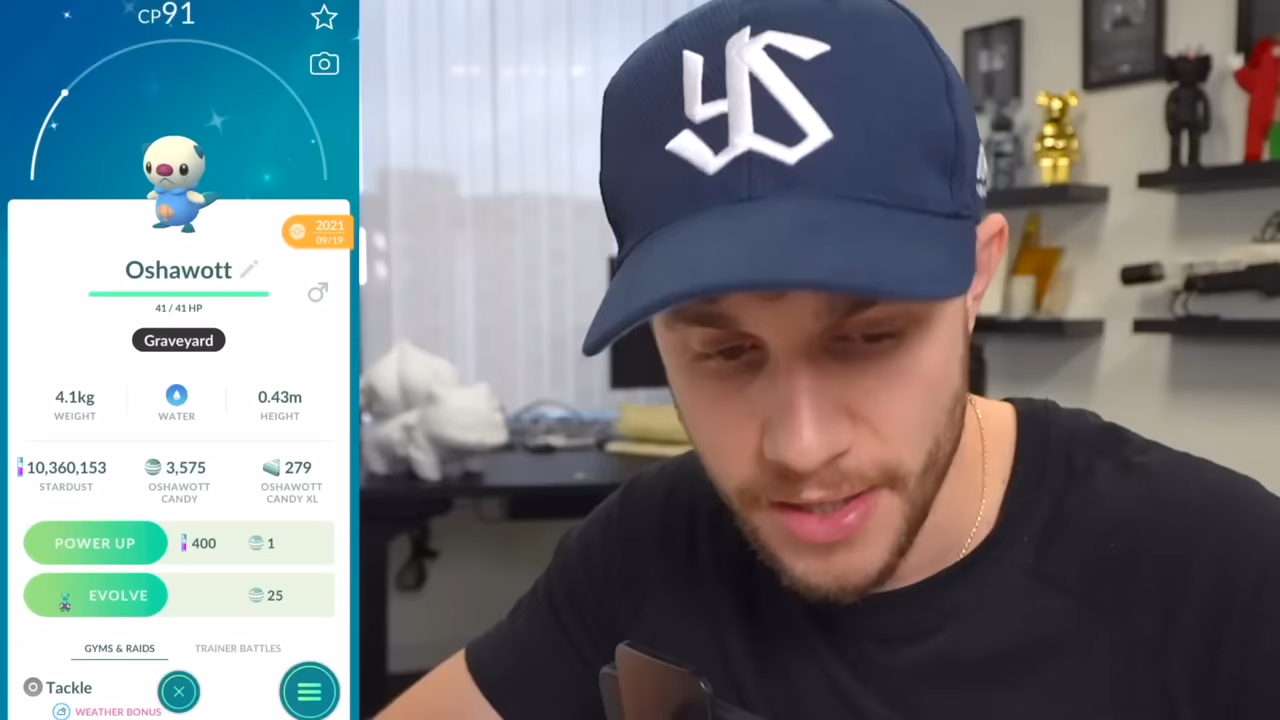 CP91
2021
09/19
Oshawott
41 / 41 HP
Graveyard
4.1kg
WEIGHT
WATER
0.43m
HEIGHT
10,360,153
STARDUST
3,575
OSHAWOTT
CANDY
279
OSHAWOTT
CANDY XL
POWER UP
400
1
EVOLVE
25
GYMS & RAIDS
TRAINER BATTLES
Tackle
WEATHER BONUS
YS